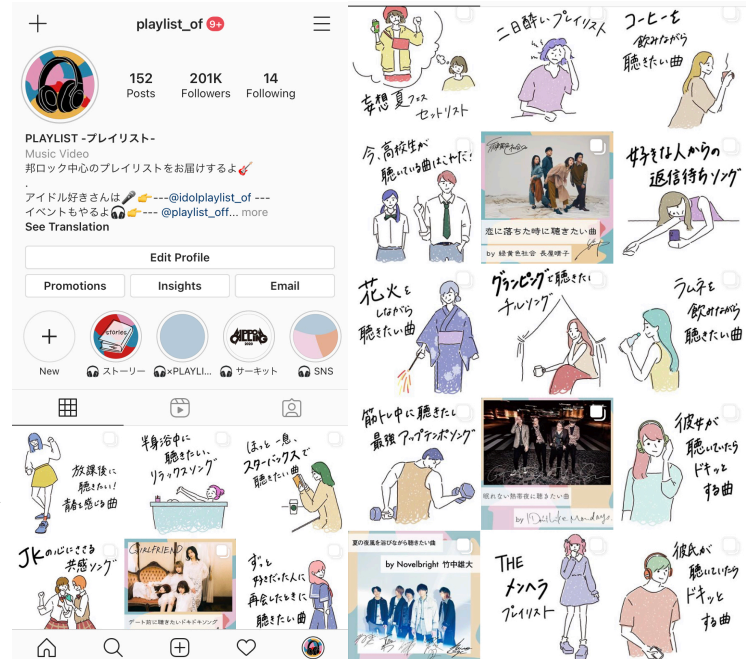 playlist_of 9+
152
Posts
201K
Followers
14
Following
PLAYLIST -プレイリスト-
Music Video
邦ロック中心のプレイリストをお届けするよ🎸
.
アイドル好きさんは🎤👉---@idolplaylist_of ---
イベントもやるよ🎧👉--- @playlist_off... more
See Translation
Edit Profile
Promotions
Insights
Email
stories
New
🎧 ストーリー
🎧×PLAYLI...
🎧 サーキット
🎧 SNS
放課後に
聴きたい!
青春を感じる曲
半身浴中に
聴きたい、
リラックスソング
ほっと一息、
スターバックスで
聴きたい曲
JKの心にささる
共感ソング
GIRLFRIEND
デート前に聴きたいドキドキソング
ずっと
好きだった人に
再会したときに
聴きたい曲
妄想夏フェス
セットリスト
二日酔いプレイリスト
コーヒーを
飲みながら
聴きたい曲
今、高校生が
聴いている曲はこれだ!
恋に落ちた時に聴きたい曲
by 緑黄色社会 長屋晴子
好きな人からの
返信待ちソング
花火を
しながら
聴きたい曲
グランピングで聴きたい
チルソング
ラムネを
飲みながら
聴きたい曲
筋トレ中に聴きたい
最強アップテンポソング
眠れない熱帯夜に聴きたい曲
by
彼女が
聴いていたら
ドキッと
する曲
夏の夜風を浴びながら聴きたい曲
by Novelbright 竹中雄大
THE
メンヘラ
プレイリスト
彼氏が
聴いていたら
ドキッと
する曲